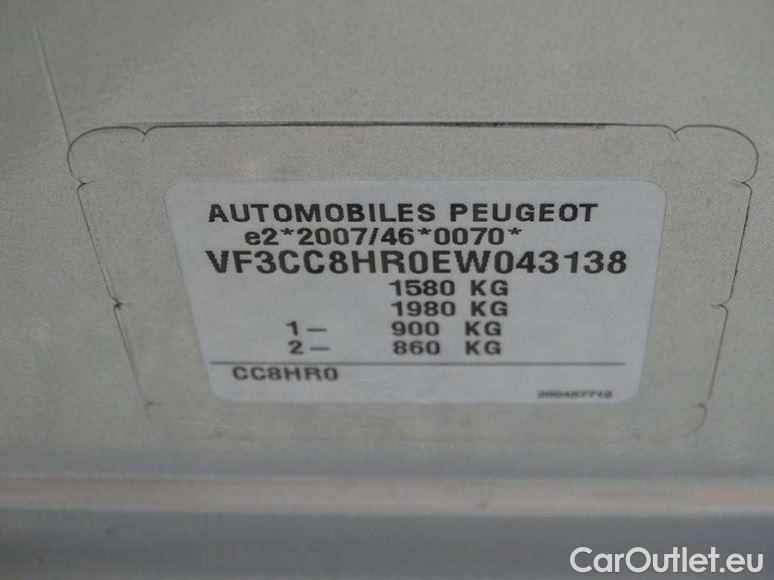 AUTOMOBILES PEUGEOT
e2*2007/46*0070*
VF3CC8HR0EW043138
1580 KG
1980 KG
1- 900 KG
2- 860 KG
CC8HR0
CarOutlet.eu